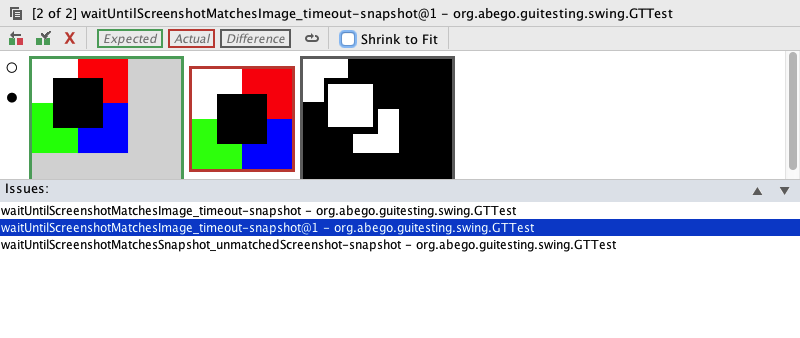 [2 of 2] waitUntilScreenshotMatchesImage_timeout-snapshot@1 – org.abego.guitesting.swing.GTTest
X Expected Actual Difference Shrink to Fit
Issues:
waitUntilScreenshotMatchesImage_timeout-snapshot – org.abego.guitesting.swing.GTTest
waitUntilScreenshotMatchesImage_timeout-snapshot@1 – org.abego.guitesting.swing.GTTest
waitUntilScreenshotMatchesSnapshot_unmatchedScreenshot-snapshot – org.abego.guitesting.swing.GTTest